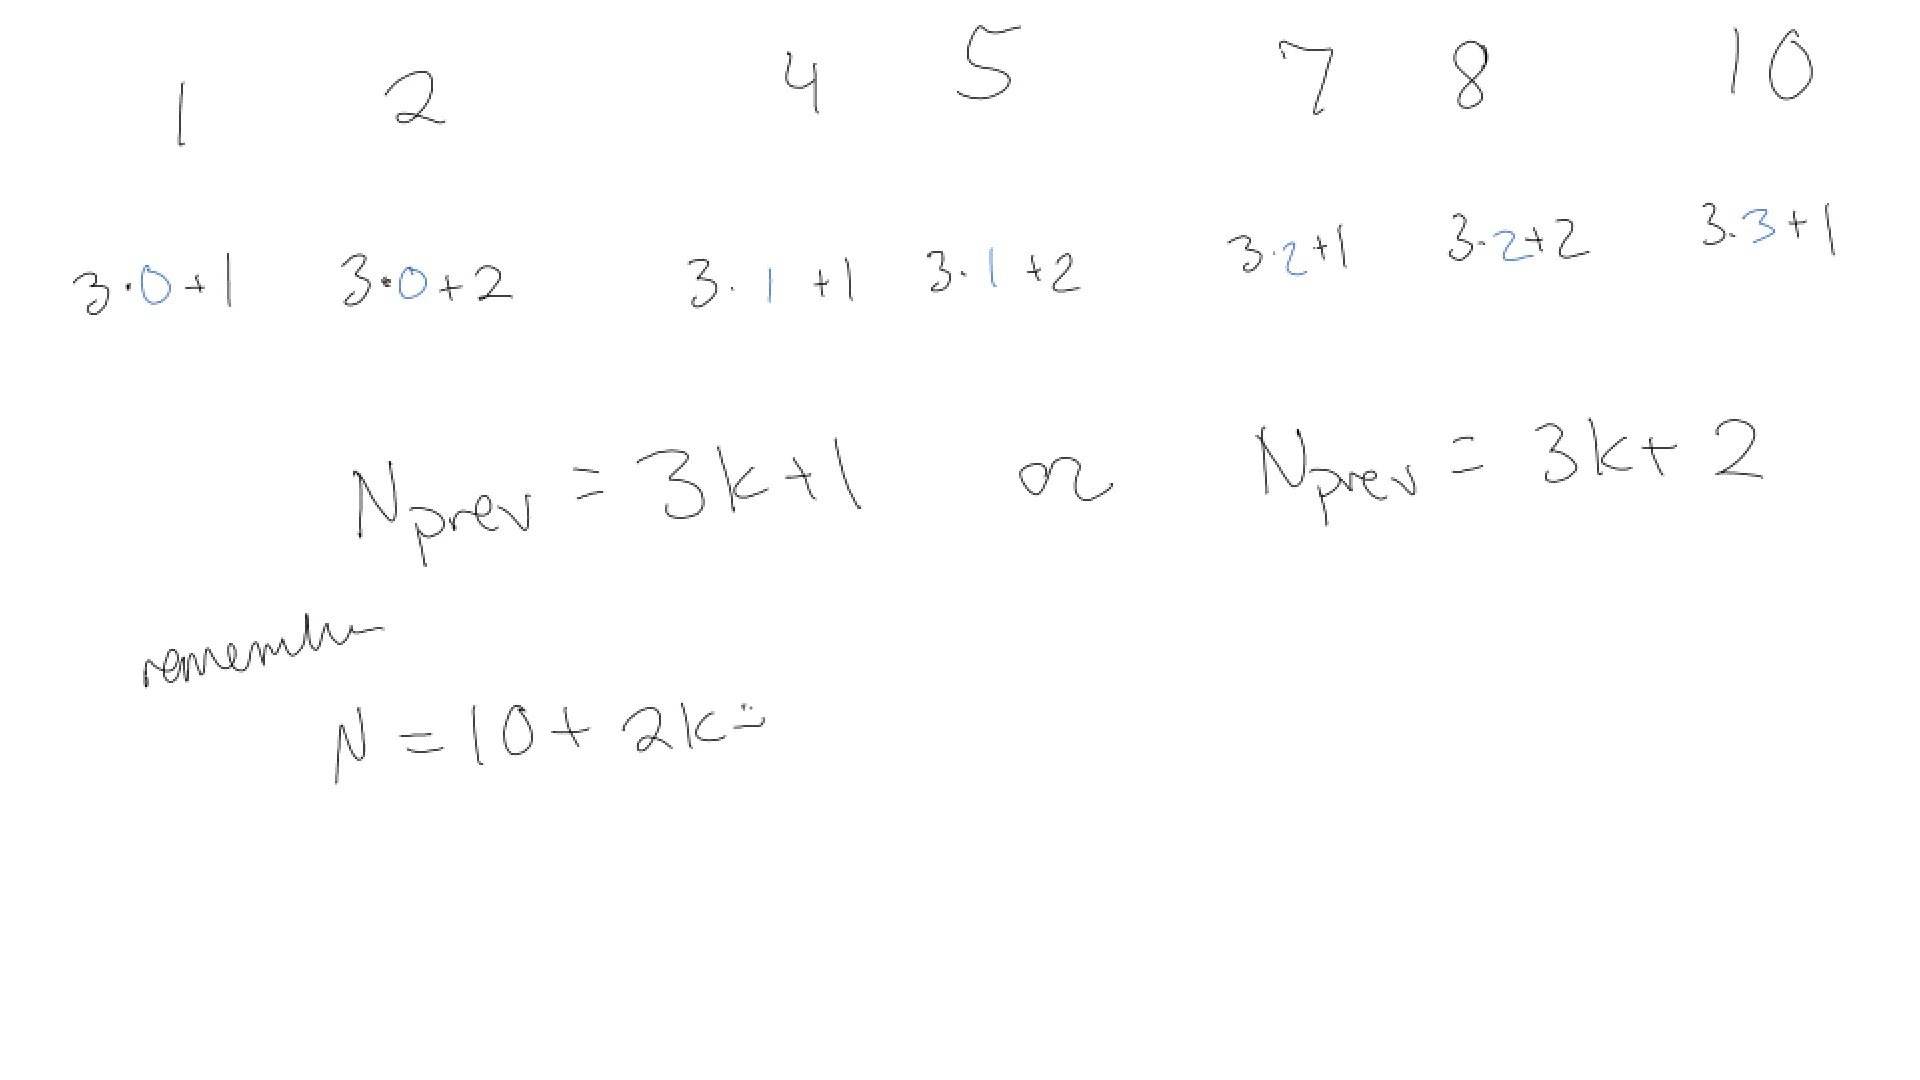 1 2 4 5 7 8 10
3·0+1 3·0+2 3·1+1 3·1+2 3·2+1 3·2+2 3·3+1
Nprev = 3k+1 or Nprev = 3k+2
remember
N = 10 + 2k